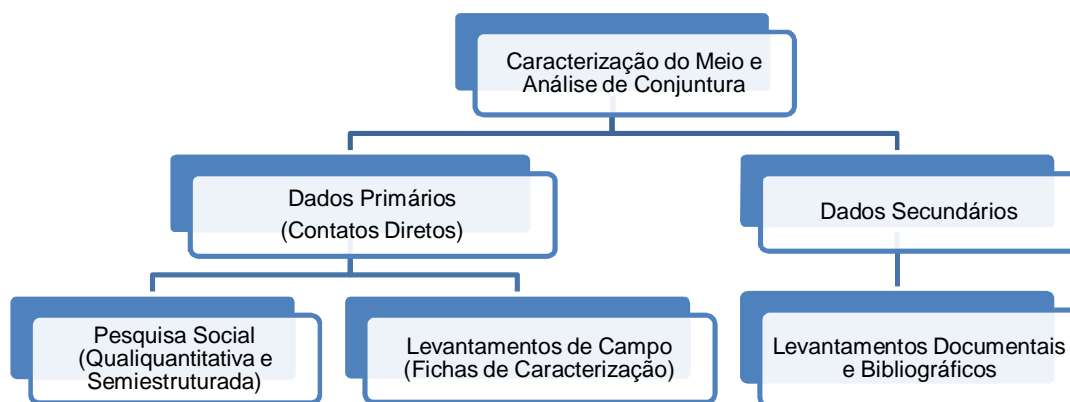 Caracterização do Meio e
Análise de Conjuntura
Dados Primários
(Contatos Diretos)
Dados Secundários
Pesquisa Social
(Qualiquantitativa e
Semiestruturada)
Levantamentos de Campo
(Fichas de Caracterização)
Levantamentos Documentais
e Bibliográficos